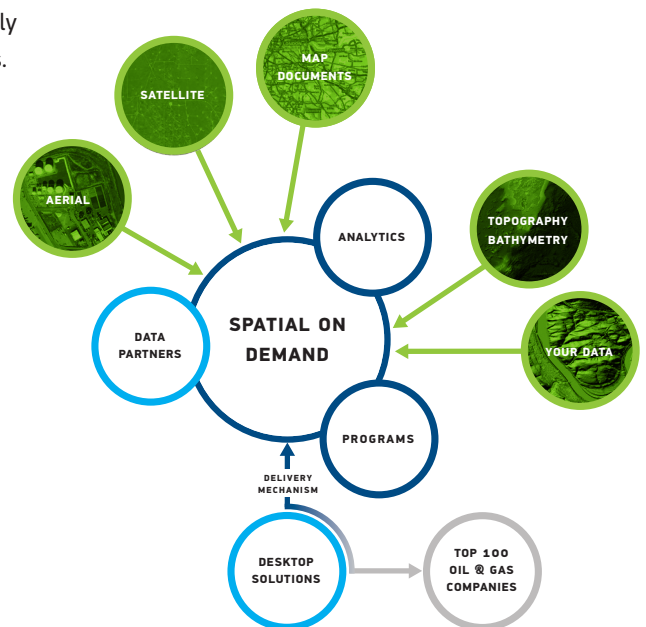 ly
s.
MAP
DOCUMENTS
SATELLITE
AERIAL
ANALYTICS
TOPOGRAPHY
BATHYMETRY
SPATIAL ON
DEMAND
DATA
PARTNERS
YOUR DATA
PROGRAMS
DELIVERY
MECHANISM
DESKTOP
SOLUTIONS
TOP 100
OIL & GAS
COMPANIES